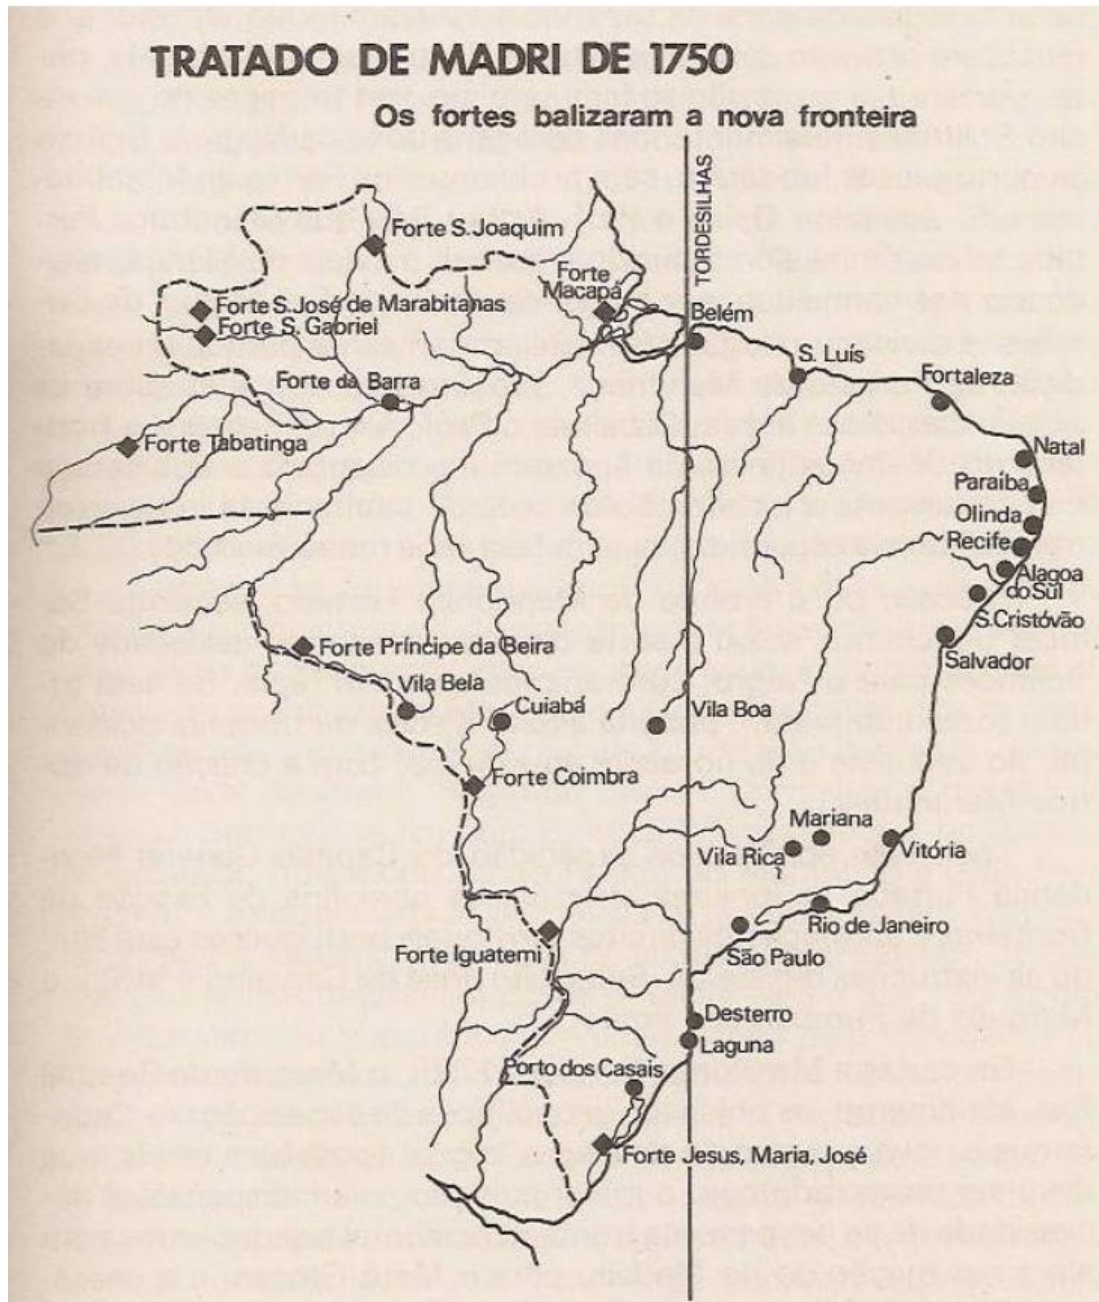 TRATADO DE MADRI DE 1750
Os fortes balizaram a nova fronteira
TORDESILHAS
Forte S. Joaquim
Forte
Macapá
Forte S. José de Marabitanas
Forte S. Gabriel
Belém
S. Luís
Forte da Barra
Fortaleza
Forte Tabatinga
Natal
Paraíba
Olinda
Recife
Alagoa
do Sul
S. Cristóvão
Salvador
Forte Príncipe da Beira
Vila Bela
Cuiabá
Vila Boa
Forte Coimbra
Mariana
Vila Rica
Vitória
Rio de Janeiro
Forte Iguatemi
São Paulo
Desterro
Laguna
Porto dos Casais
Forte Jesus, Maria, José